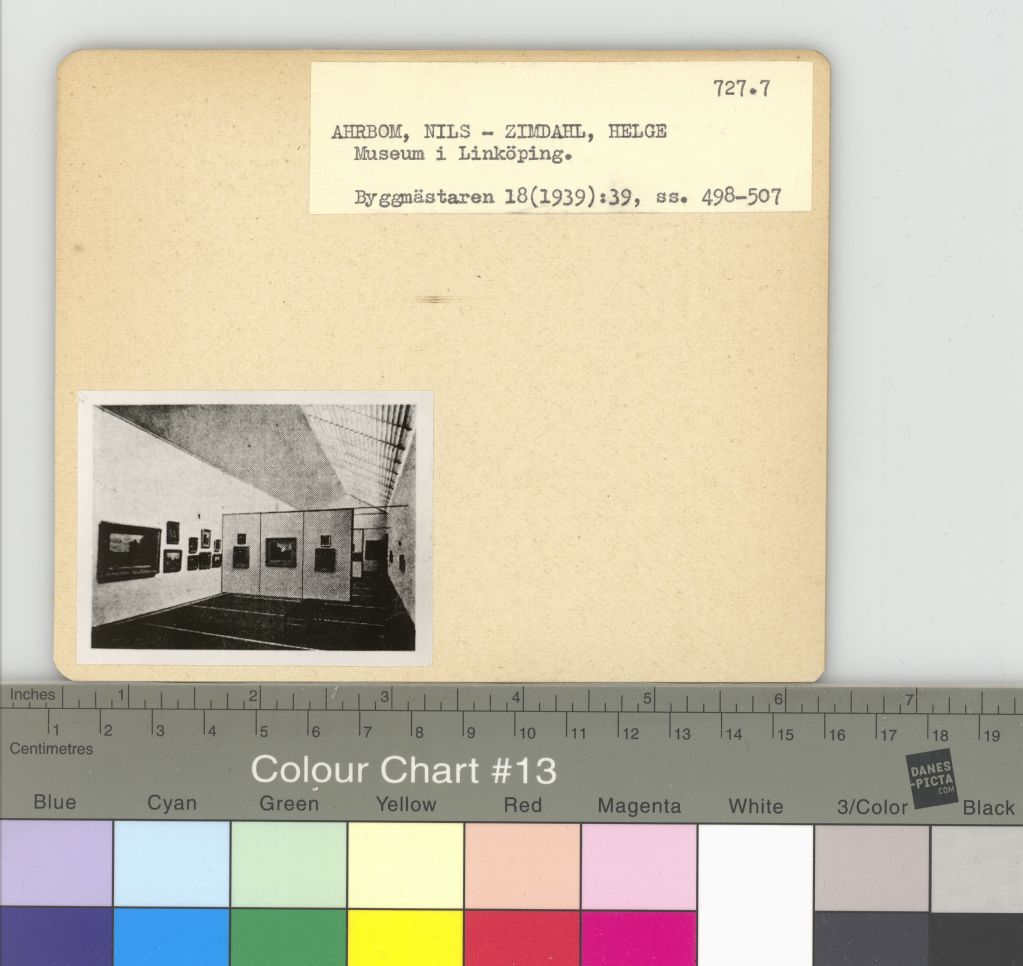 727.7
AHRBOM, NILS - ZIMDAHL, HELGE
Museum i Linköping.
Byggmästaren 18(1939):39, ss. 498-507
Inches 1 2 3 4 5 6 7
1 2 3 4 5 6 7 8 9 10 11 12 13 14 15 16 17 18 19
Centimetres
Colour Chart #13
DANES
-PICTA
.COM
Blue Cyan Green Yellow Red Magenta White 3/Color Black